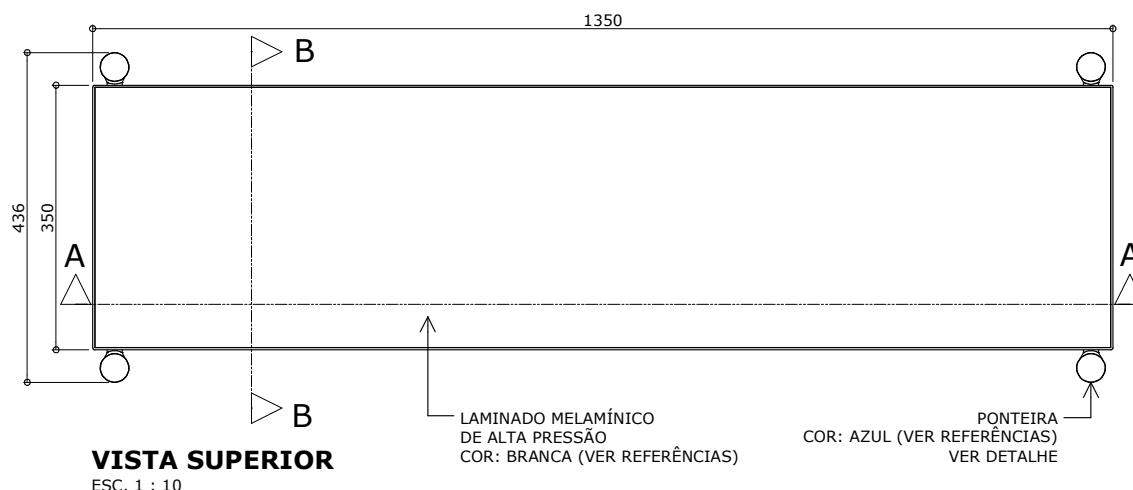 1350
B
436
350
A
A
B
LAMINADO MELAMÍNICO
DE ALTA PRESSÃO
COR: BRANCA (VER REFERÊNCIAS)
PONTEIRA
COR: AZUL (VER REFERÊNCIAS)
VER DETALHE
VISTA SUPERIOR
ESC. 1 : 10